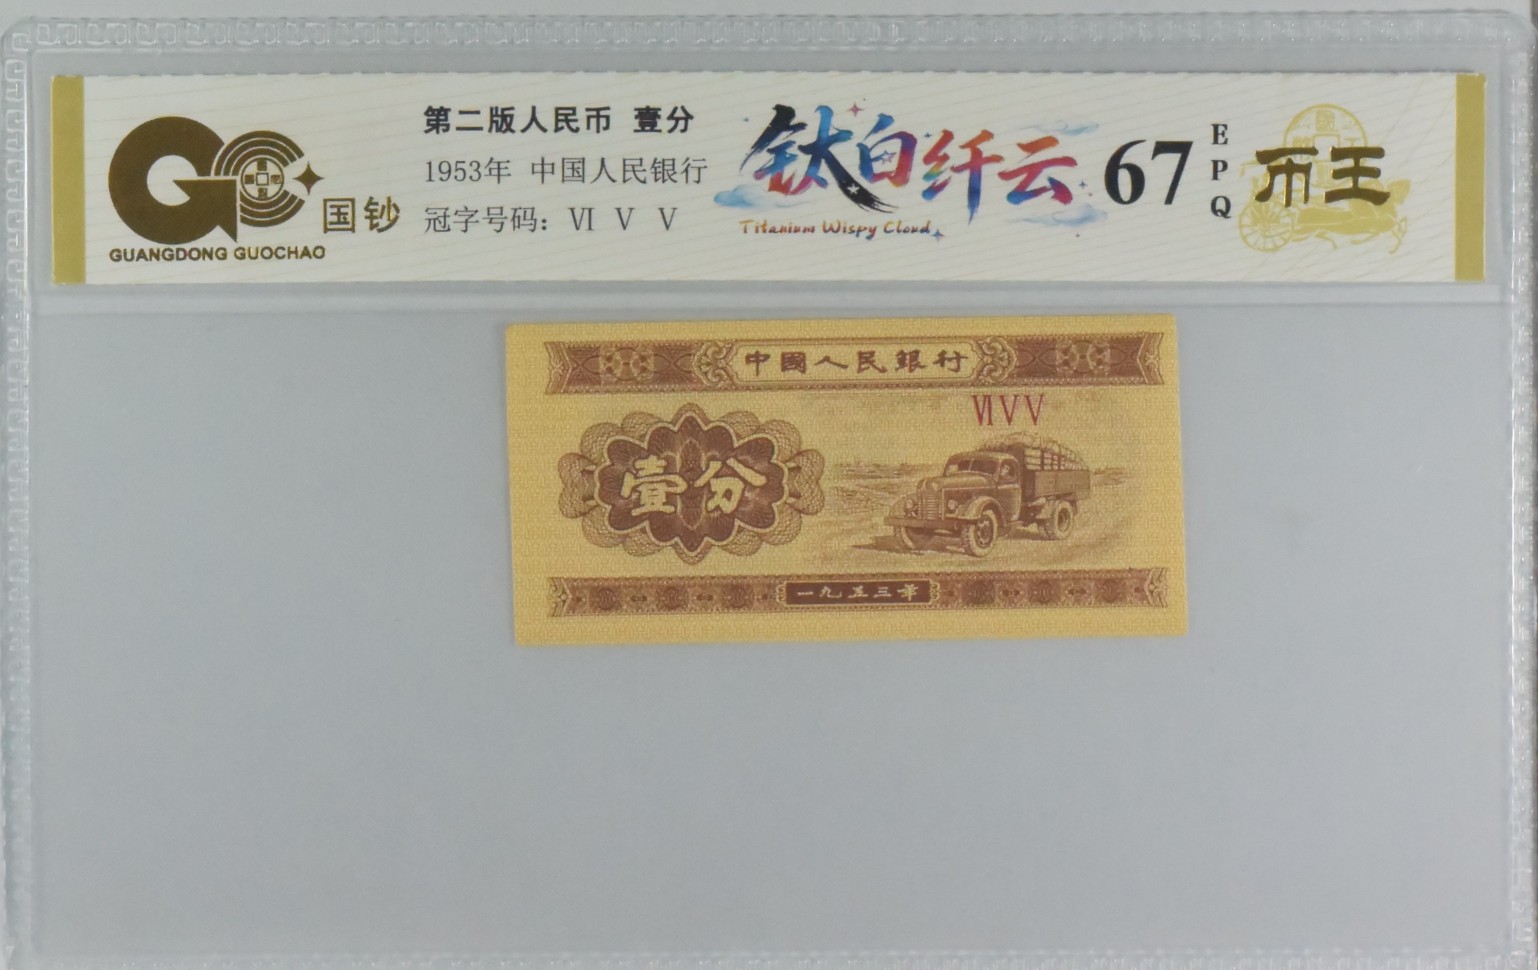 第二版人民币 壹分
1953年 中国人民银行
冠字号码: Ⅵ Ⅴ Ⅴ
国钞
GUANGDONG GUOCHAO
钛白纤云
Titanium Wispy Cloud
67
EPQ
币王
中國人民銀行
ⅥⅤⅤ
壹分
一九五三年